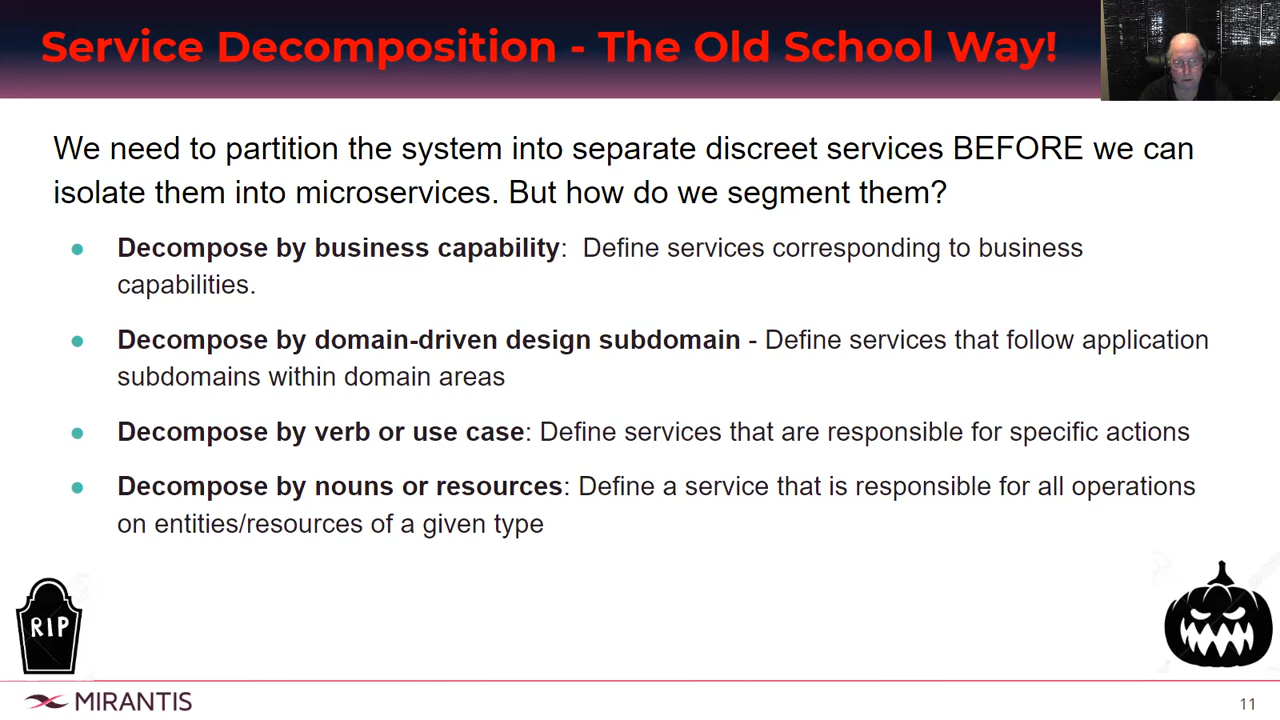 Service Decomposition - The Old School Way!
We need to partition the system into separate discreet services BEFORE we can
isolate them into microservices. But how do we segment them?
● Decompose by business capability: Define services corresponding to business
capabilities.
● Decompose by domain-driven design subdomain - Define services that follow application
subdomains within domain areas
● Decompose by verb or use case: Define services that are responsible for specific actions
● Decompose by nouns or resources: Define a service that is responsible for all operations
on entities/resources of a given type
RIP
MIRANTIS
11